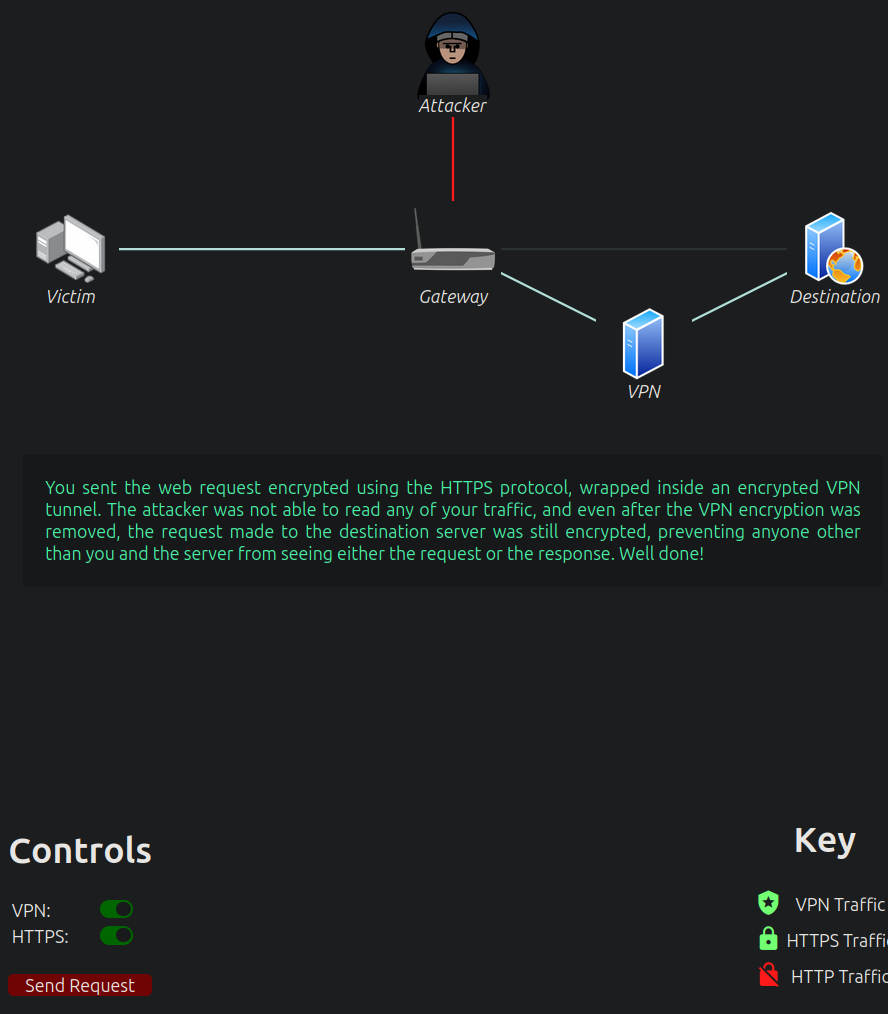 Attacker
Victim
Gateway
Destination
VPN
You sent the web request encrypted using the HTTPS protocol, wrapped inside an encrypted VPN
tunnel. The attacker was not able to read any of your traffic, and even after the VPN encryption was
removed, the request made to the destination server was still encrypted, preventing anyone other
than you and the server from seeing either the request or the response. Well done!
Controls
VPN:
HTTPS:
Send Request
Key
VPN Traffic
HTTPS Traffic
HTTP Traffic